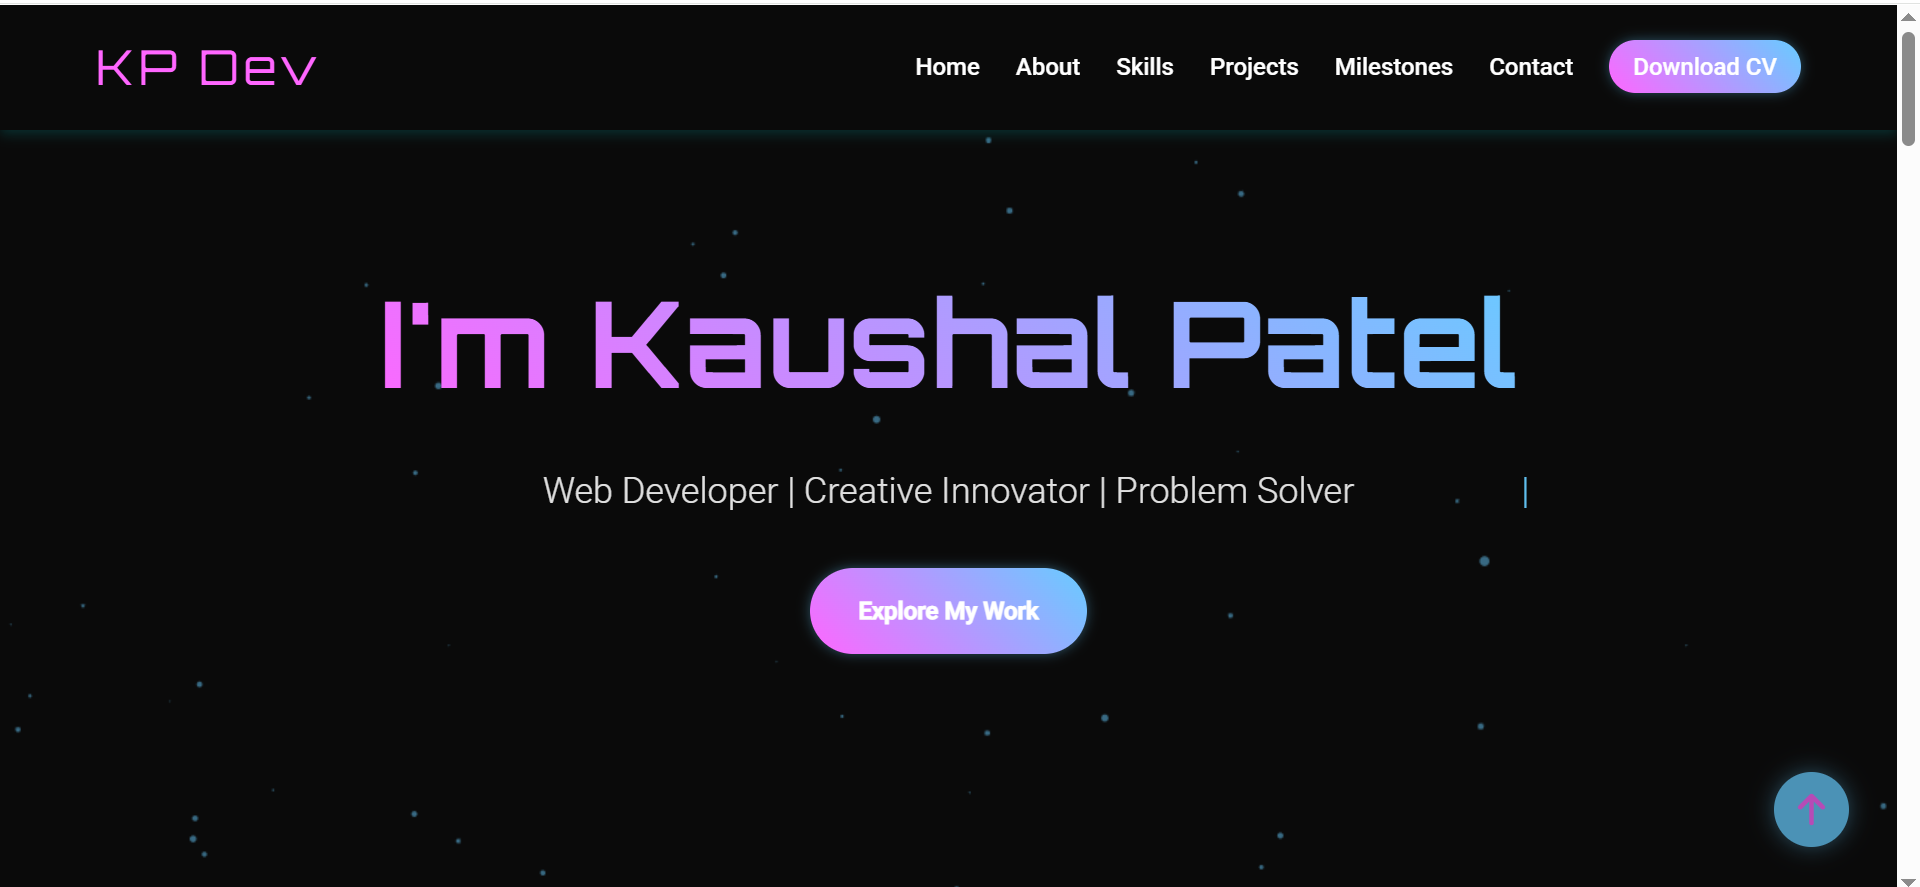 KP Dev
Home About Skills Projects Milestones Contact Download CV
I'm Kaushal Patel
Web Developer | Creative Innovator | Problem Solver |
Explore My Work